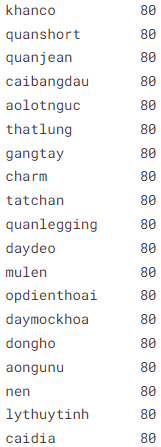 khanco 80
quanshort 80
quanjean 80
caibangdau 80
aolotnguc 80
thatlung 80
gangtay 80
charm 80
tatchan 80
quanlegging 80
daydeo 80
mulen 80
opdienthoai 80
daymockhoa 80
dongho 80
aongunu 80
nen 80
lythuytinh 80
caidia 80